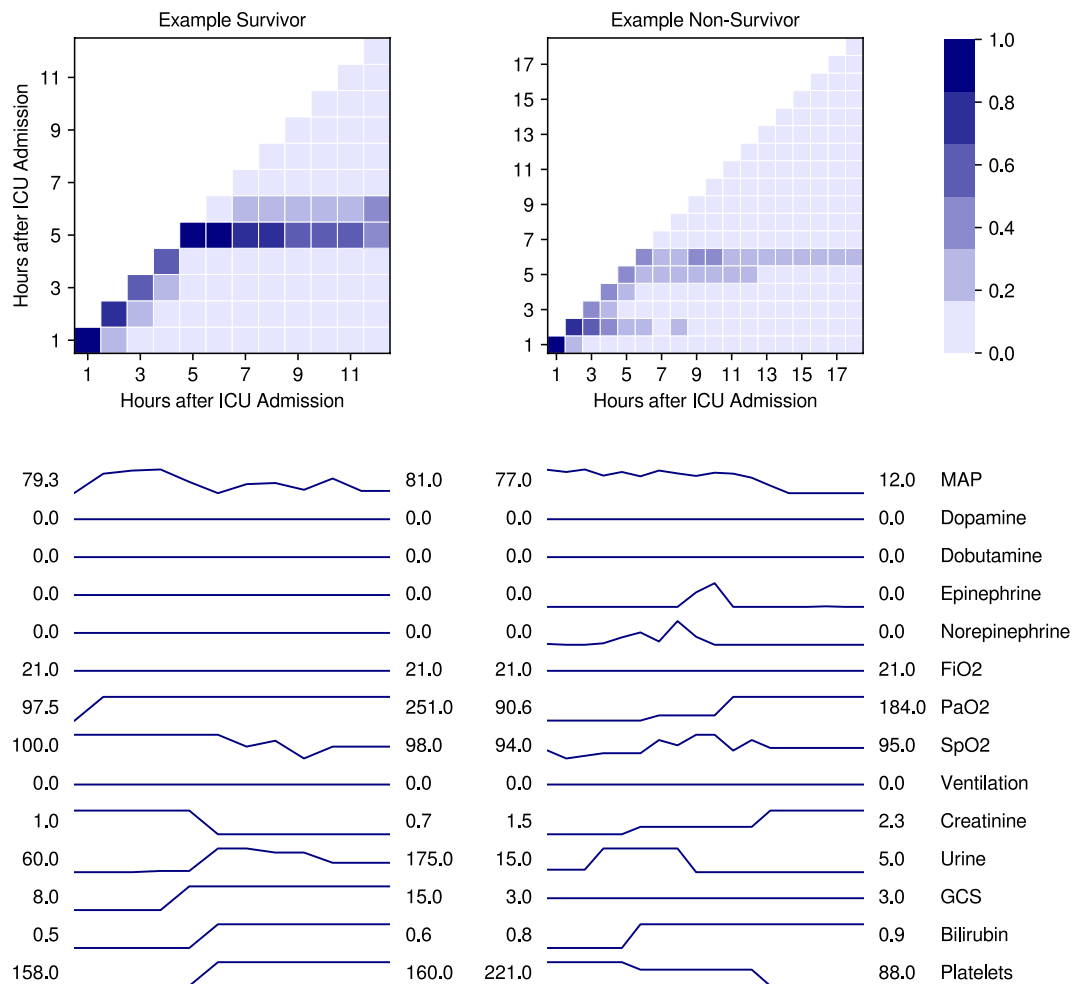 Example Survivor
Example Non-Survivor
Hours after ICU Admission
11
9
7
5
3
1
1 3 5 7 9 11
Hours after ICU Admission
17
15
13
11
9
7
5
3
1
1 3 5 7 9 11 13 15 17
Hours after ICU Admission
1.0
0.8
0.6
0.4
0.2
0.0
79.3 81.0 77.0 12.0 MAP
0.0 0.0 0.0 0.0 Dopamine
0.0 0.0 0.0 0.0 Dobutamine
0.0 0.0 0.0 0.0 Epinephrine
0.0 0.0 0.0 0.0 Norepinephrine
21.0 21.0 21.0 21.0 FiO2
97.5 251.0 90.6 184.0 PaO2
100.0 98.0 94.0 95.0 SpO2
0.0 0.0 0.0 0.0 Ventilation
1.0 0.7 1.5 2.3 Creatinine
60.0 175.0 15.0 5.0 Urine
8.0 15.0 3.0 3.0 GCS
0.5 0.6 0.8 0.9 Bilirubin
158.0 160.0 221.0 88.0 Platelets